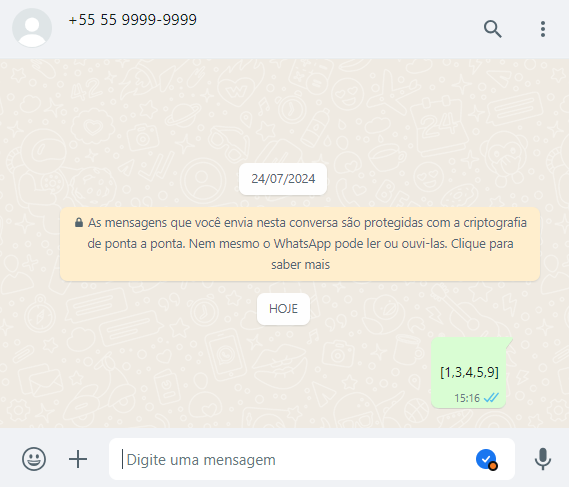 +55 55 9999-9999
24/07/2024
As mensagens que você envia nesta conversa são protegidas com a criptografia
de ponta a ponta. Nem mesmo o WhatsApp pode ler ou ouvi-las. Clique para
saber mais
HOJE
[1,3,4,5,9]
15:16
Digite uma mensagem